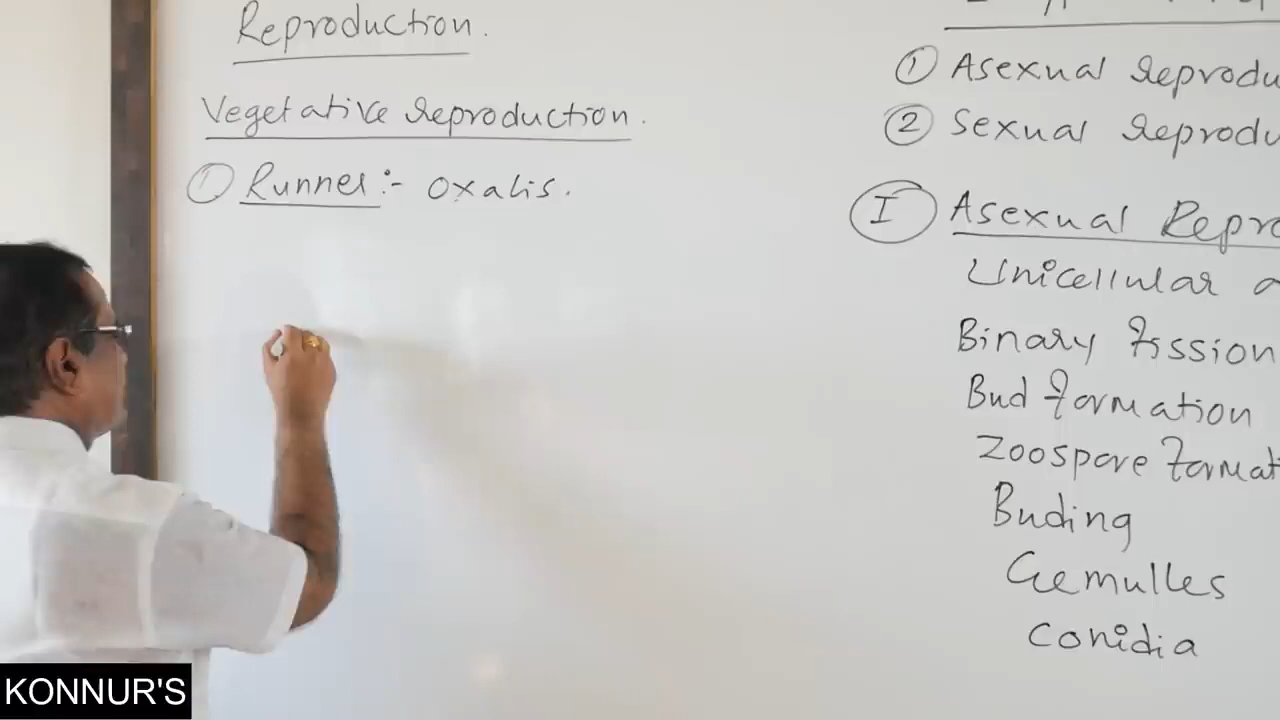 Reproduction.
Vegetative Reproduction.
① Runner :- Oxalis.
① Asexual Reprodu
② Sexual Reprodu
Ⓘ Asexual Repro
Unicellular
Binary fission
Bud formation
Zoospore format
Buding
Gemulles
Conidia
KONNUR'S